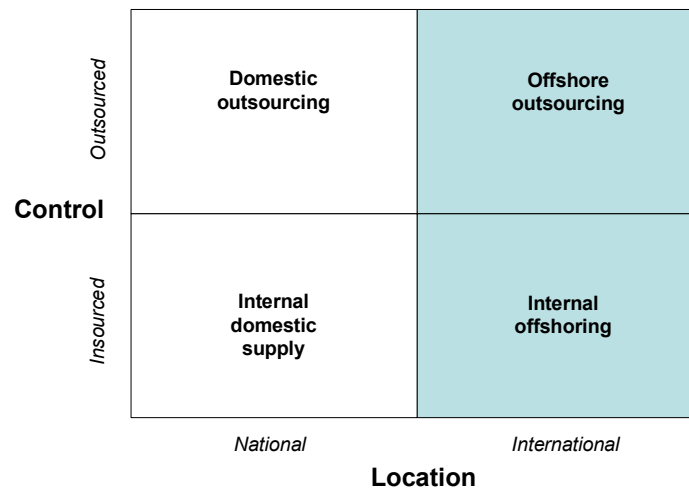 Outsourced
Domestic
outsourcing
Offshore
outsourcing
Control
Insourced
Internal
domestic
supply
Internal
offshoring
National
International
Location